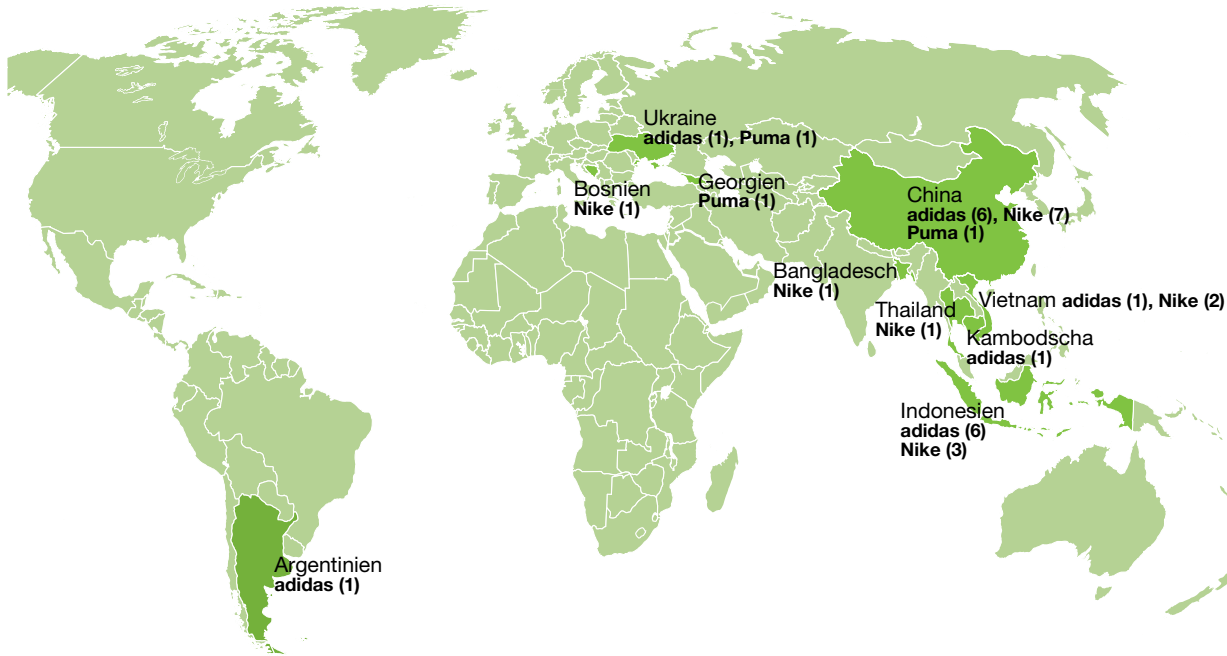 Ukraine
adidas (1), Puma (1)
Bosnien
Nike (1)
Georgien
Puma (1)
China
adidas (6), Nike (7)
Puma (1)
Bangladesch
Nike (1)
Thailand
Nike (1)
Vietnam adidas (1), Nike (2)
Kambodscha
adidas (1)
Indonesien
adidas (6)
Nike (3)
Argentinien
adidas (1)